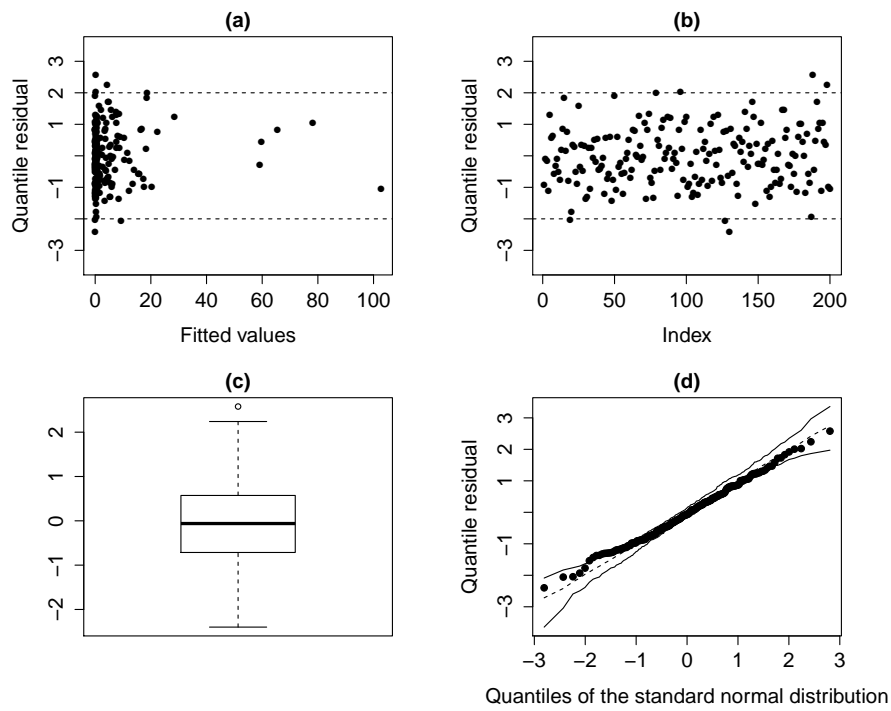 (a)
Quantile residual
3
2
1
−1
−3
0 20 40 60 80 100
Fitted values
(b)
Quantile residual
3
2
1
−1
−3
0 50 100 150 200
Index
(c)
2
1
0
−1
−2
(d)
Quantile residual
3
2
1
−1
−3
−3 −2 −1 0 1 2 3
Quantiles of the standard normal distribution